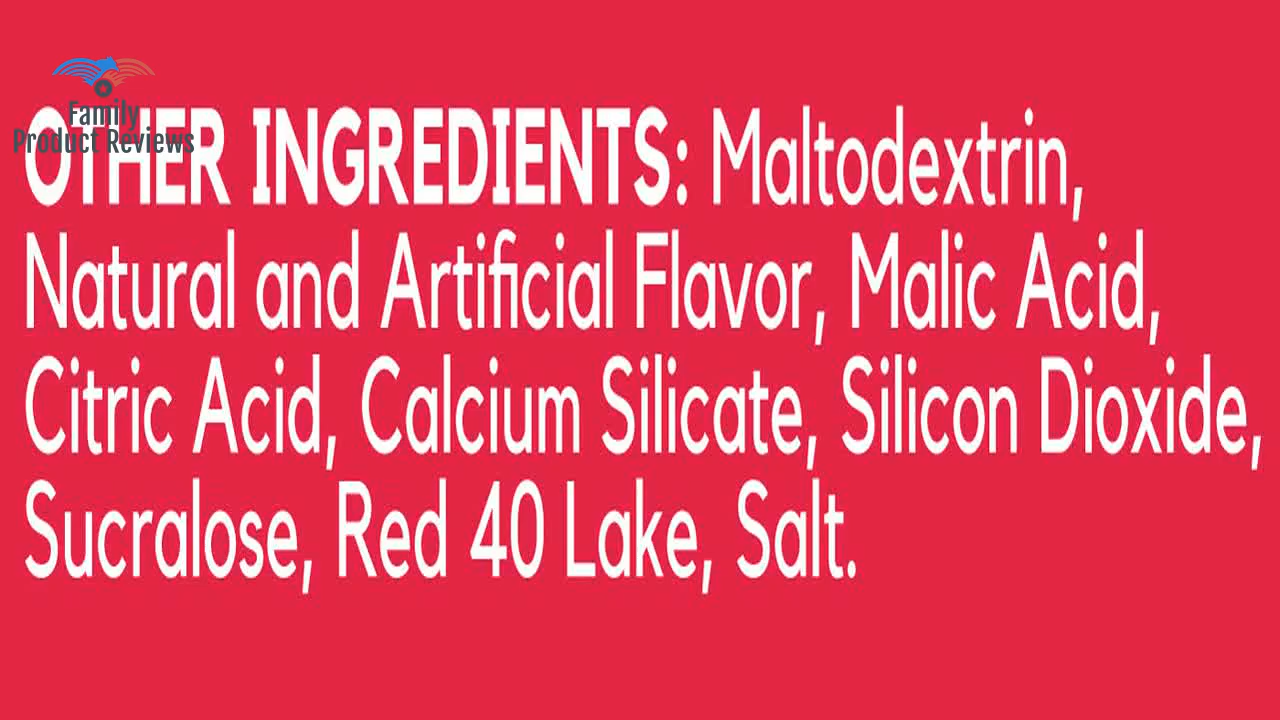 Family
Product Reviews
OTHER INGREDIENTS: Maltodextrin,
Natural and Artificial Flavor, Malic Acid,
Citric Acid, Calcium Silicate, Silicon Dioxide,
Sucralose, Red 40 Lake, Salt.